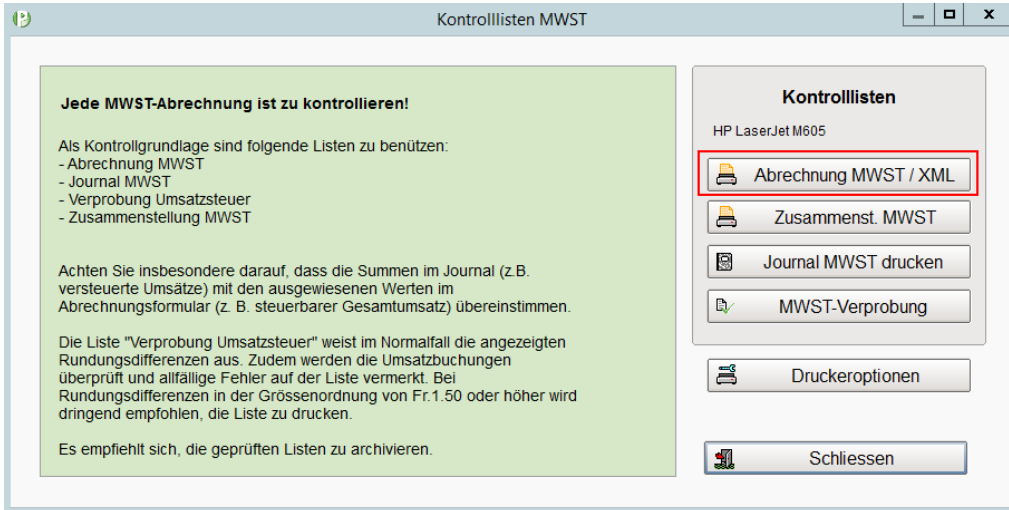 Kontrolllisten MWST
Jede MWST-Abrechnung ist zu kontrollieren!
Als Kontrollgrundlage sind folgende Listen zu benützen:
- Abrechnung MWST
- Journal MWST
- Verprobung Umsatzsteuer
- Zusammenstellung MWST
Achten Sie insbesondere darauf, dass die Summen im Journal (z.B.
versteuerte Umsätze) mit den ausgewiesenen Werten im
Abrechnungsformular (z. B. steuerbarer Gesamtumsatz) übereinstimmen.
Die Liste "Verprobung Umsatzsteuer" weist im Normalfall die angezeigten
Rundungsdifferenzen aus. Zudem werden die Umsatzbuchungen
überprüft und allfällige Fehler auf der Liste vermerkt. Bei
Rundungsdifferenzen in der Grössenordnung von Fr.1.50 oder höher wird
dringend empfohlen, die Liste zu drucken.
Es empfiehlt sich, die geprüften Listen zu archivieren.
Kontrolllisten
HP LaserJet M605
Abrechnung MWST / XML
Zusammenst. MWST
Journal MWST drucken
MWST-Verprobung
Druckeroptionen
Schliessen